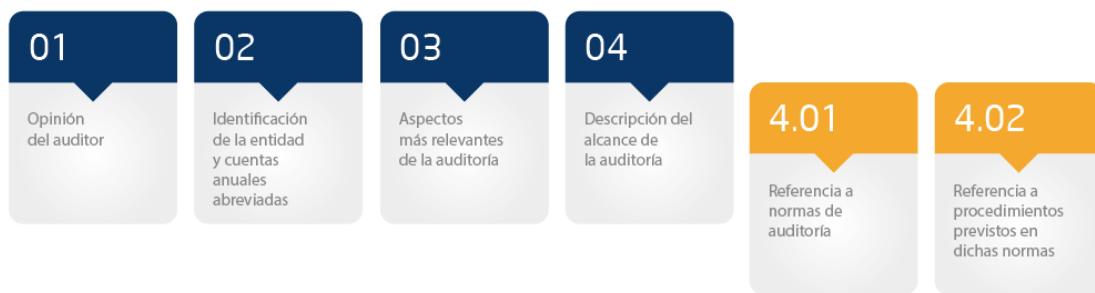 01
Opinión
del auditor
02
Identificación
de la entidad
y cuentas
anuales
abreviadas
03
Aspectos
más relevantes
de la auditoría
04
Descripción del
alcance de
la auditoría
4.01
Referencia a
normas de
auditoría
4.02
Referencia a
procedimientos
previstos en
dichas normas